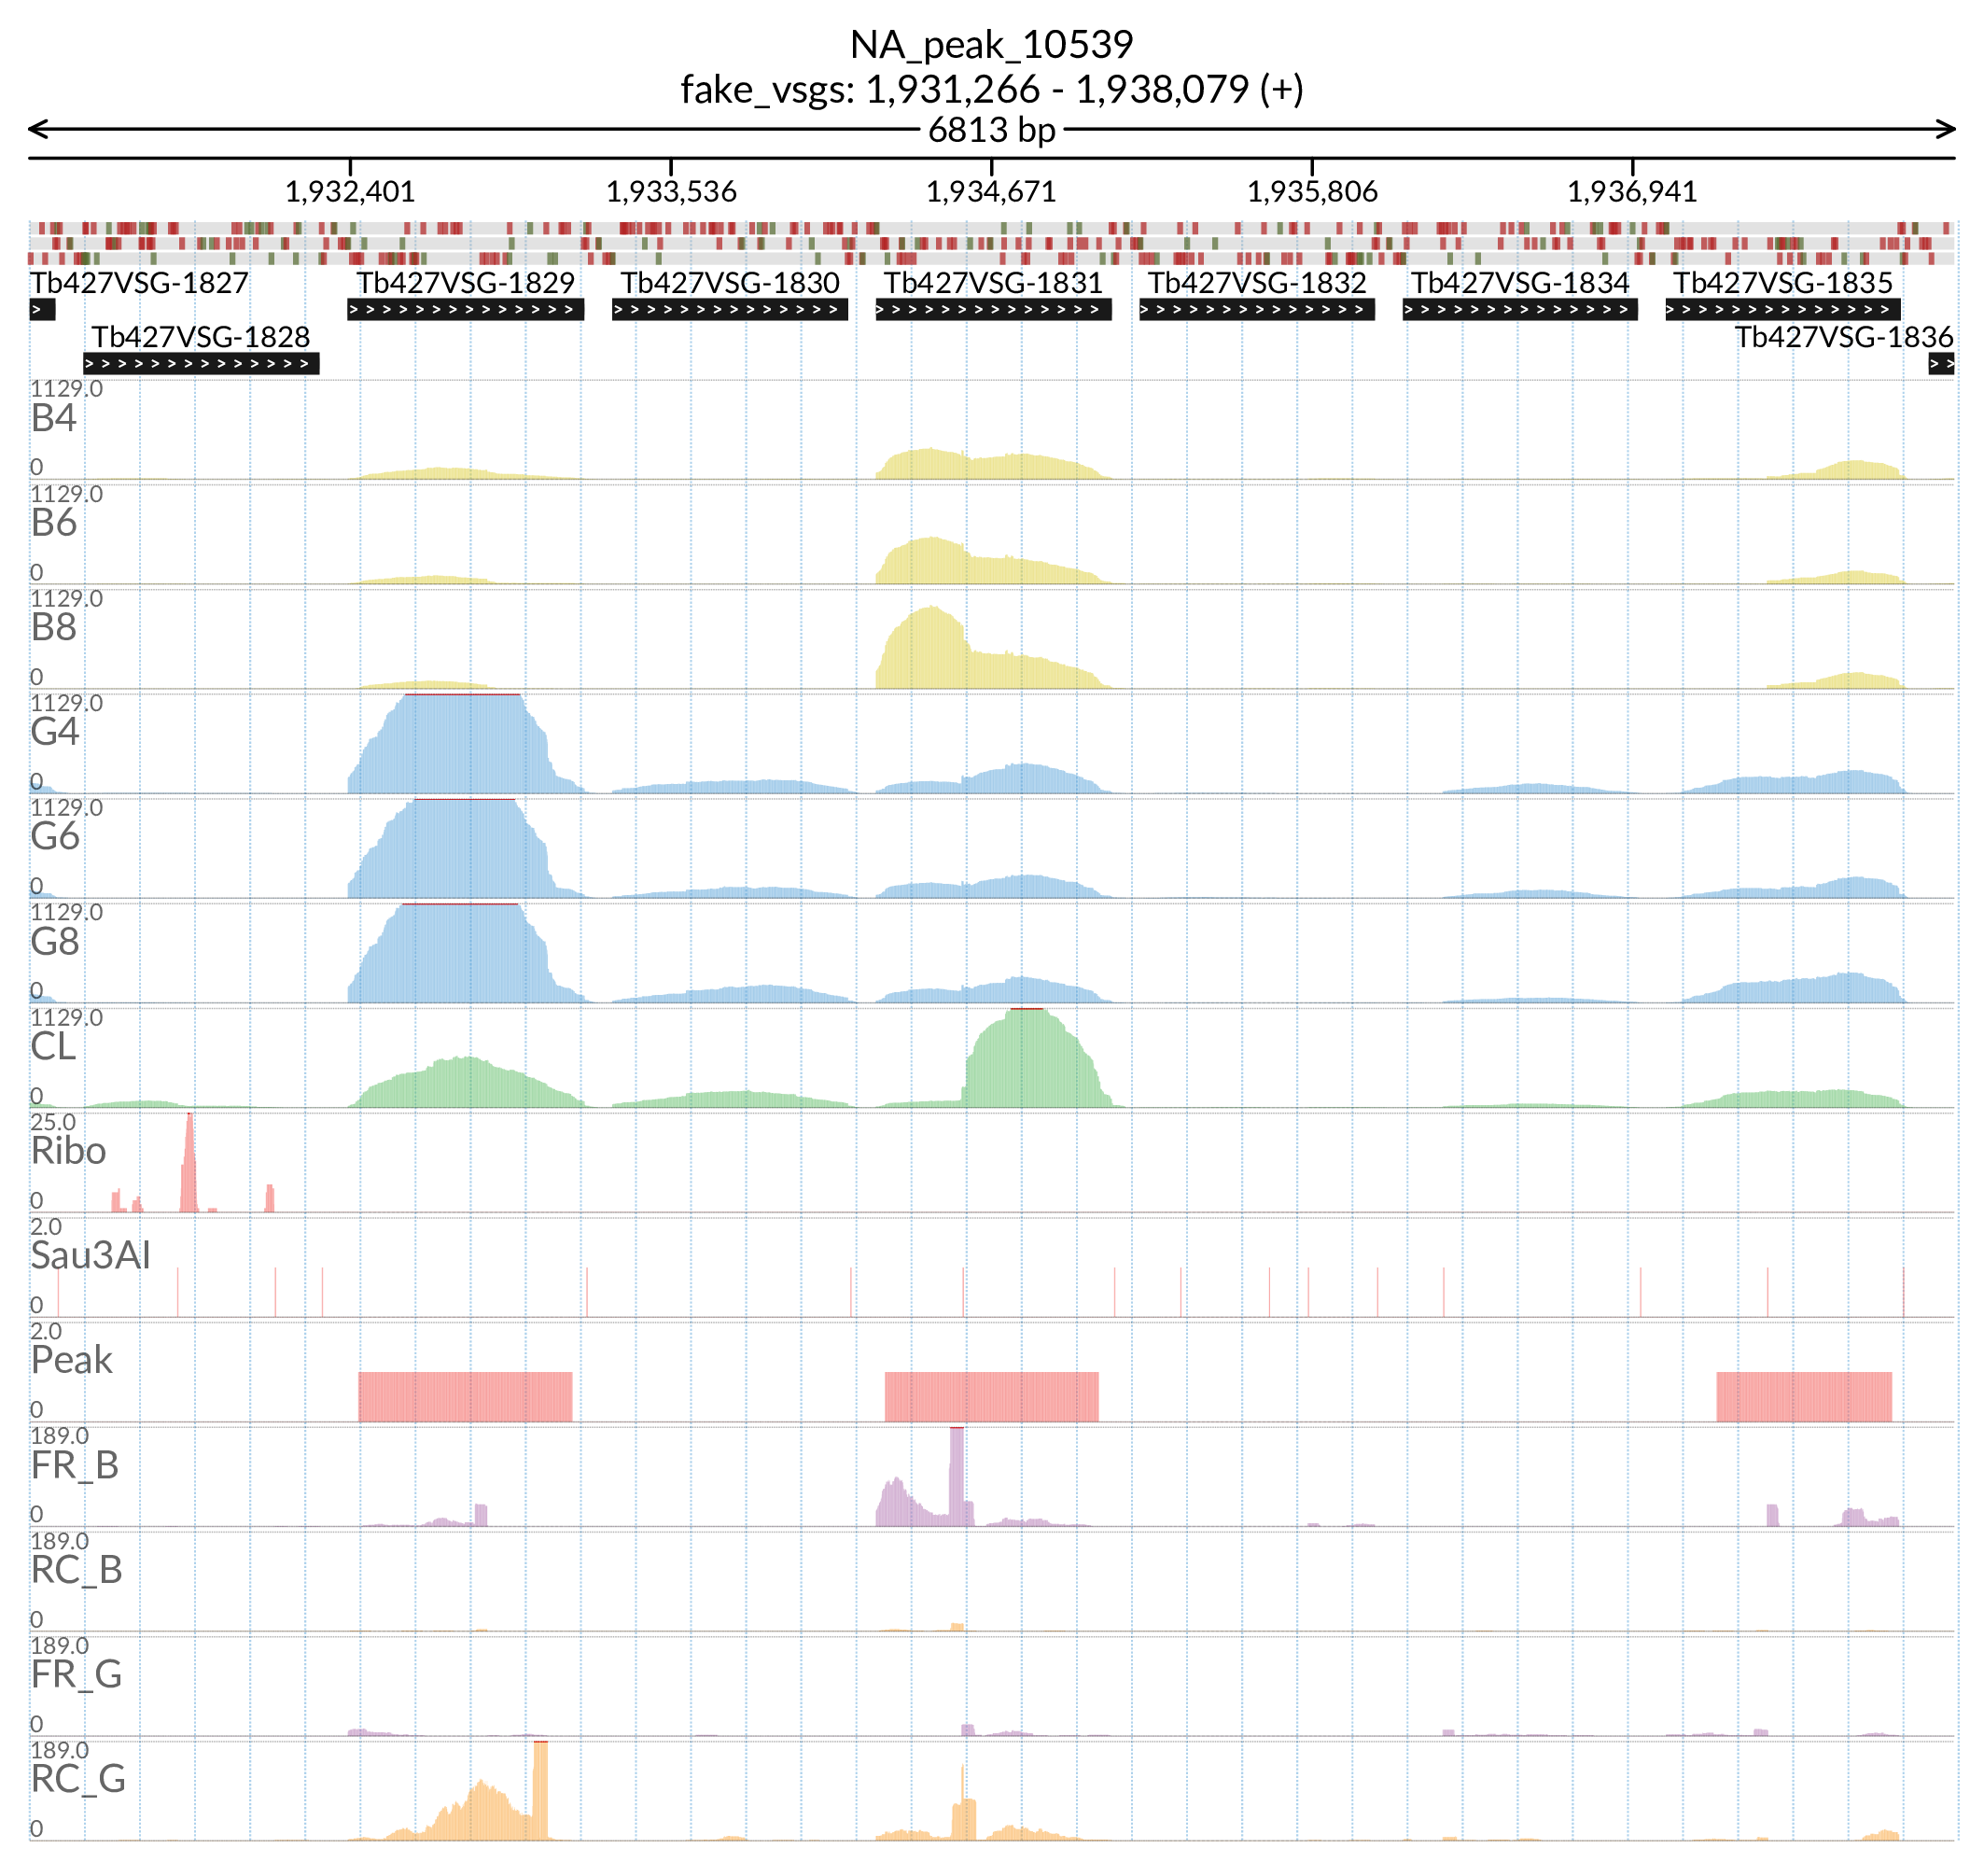 NA_peak_10539
fake_vsgs: 1,931,266 - 1,938,079 (+)
6813 bp
1,932,401 1,933,536 1,934,671 1,935,806 1,936,941
Tb427VSG-1827 Tb427VSG-1829 Tb427VSG-1830 Tb427VSG-1831 Tb427VSG-1832 Tb427VSG-1834 Tb427VSG-1835
Tb427VSG-1828 Tb427VSG-1836
1129.0
B4
0
1129.0
B6
0
1129.0
B8
0
1129.0
G4
0
1129.0
G6
0
1129.0
G8
0
1129.0
CL
0
25.0
Ribo
0
2.0
Sau3AI
0
2.0
Peak
0
189.0
FR_B
0
189.0
RC_B
0
189.0
FR_G
0
189.0
RC_G
0